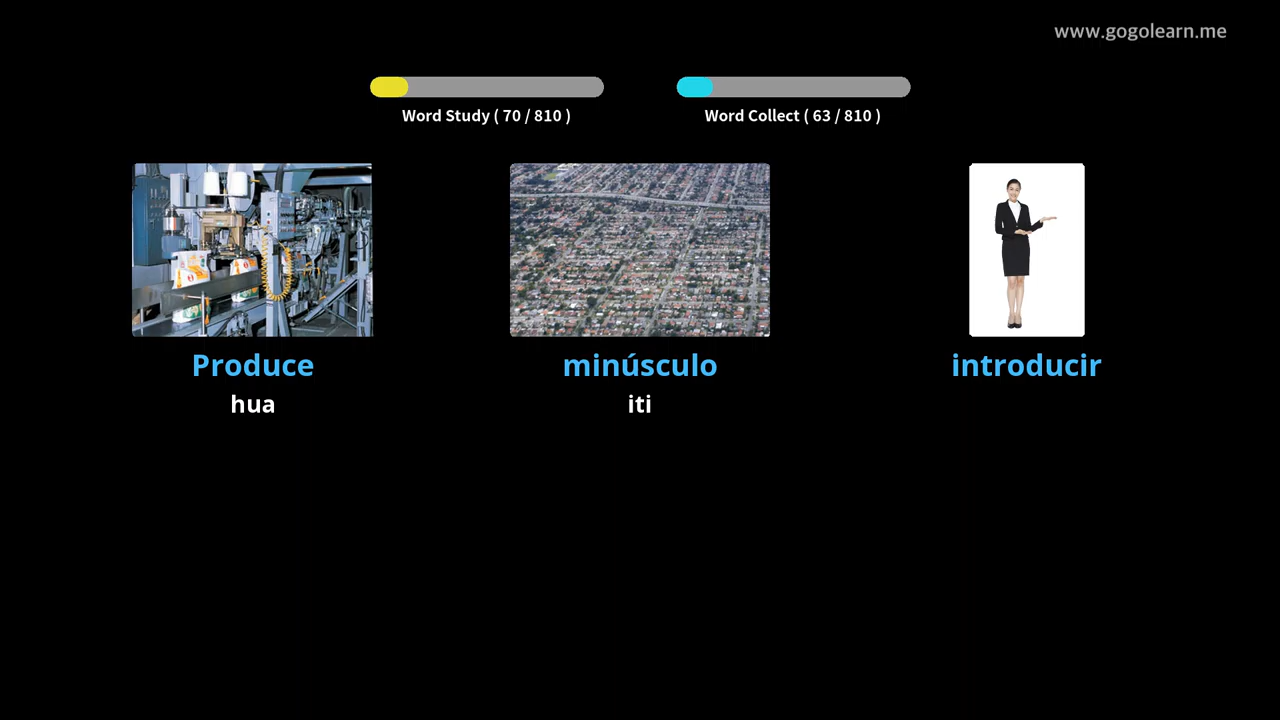 www.gogolearn.me
Word Study ( 70 / 810 )
Word Collect ( 63 / 810 )
Produce
minúsculo
introducir
hua
iti